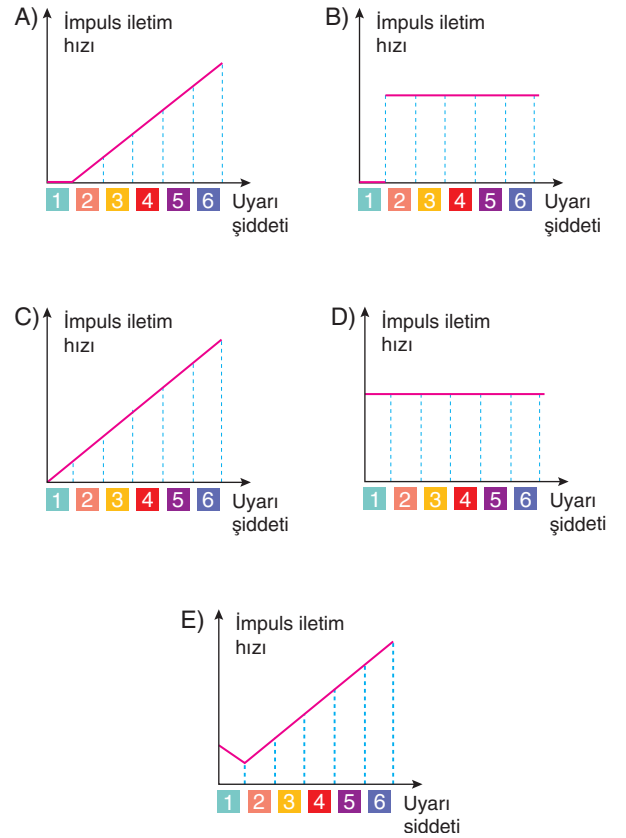 A) İmpuls iletim
hızı
1 2 3 4 5 6 Uyarı
şiddeti
B) İmpuls iletim
hızı
1 2 3 4 5 6 Uyarı
şiddeti
C) İmpuls iletim
hızı
1 2 3 4 5 6 Uyarı
şiddeti
D) İmpuls iletim
hızı
1 2 3 4 5 6 Uyarı
şiddeti
E) İmpuls iletim
hızı
1 2 3 4 5 6 Uyarı
şiddeti